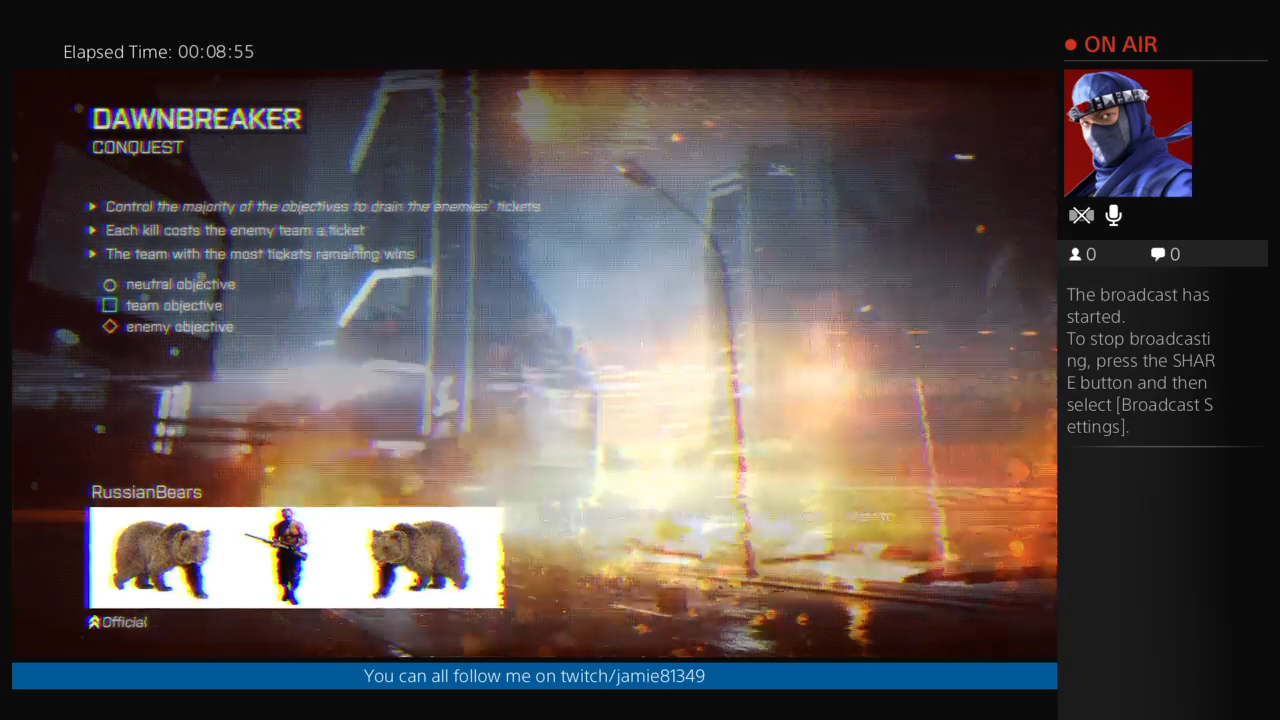 Elapsed Time: 00:08:55
ON AIR
DAWNBREAKER
CONQUEST
Control the majority of the objectives to drain the enemies' tickets
Each kill costs the enemy team a ticket
The team with the most tickets remaining wins
neutral objective
team objective
enemy objective
RussianBears
Official
You can all follow me on twitch/jamie81349
0 0
The broadcast has
started.
To stop broadcasti
ng, press the SHAR
E button and then
select [Broadcast S
ettings].